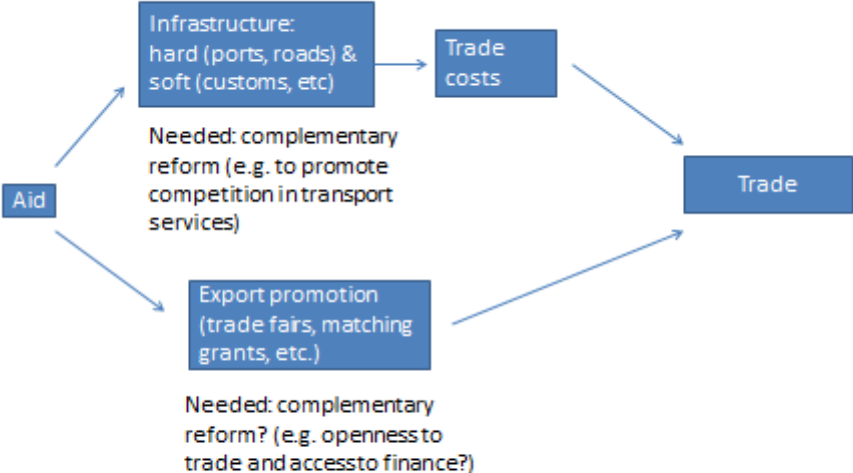 Infrastructure:
hard (ports, roads) &
soft (customs, etc)
Trade
costs
Needed: complementary
reform (e.g. to promote
competition in transport
services)
Aid
Trade
Export promotion
(trade fairs, matching
grants, etc.)
Needed: complementary
reform? (e.g. openness to
trade and access to finance?)